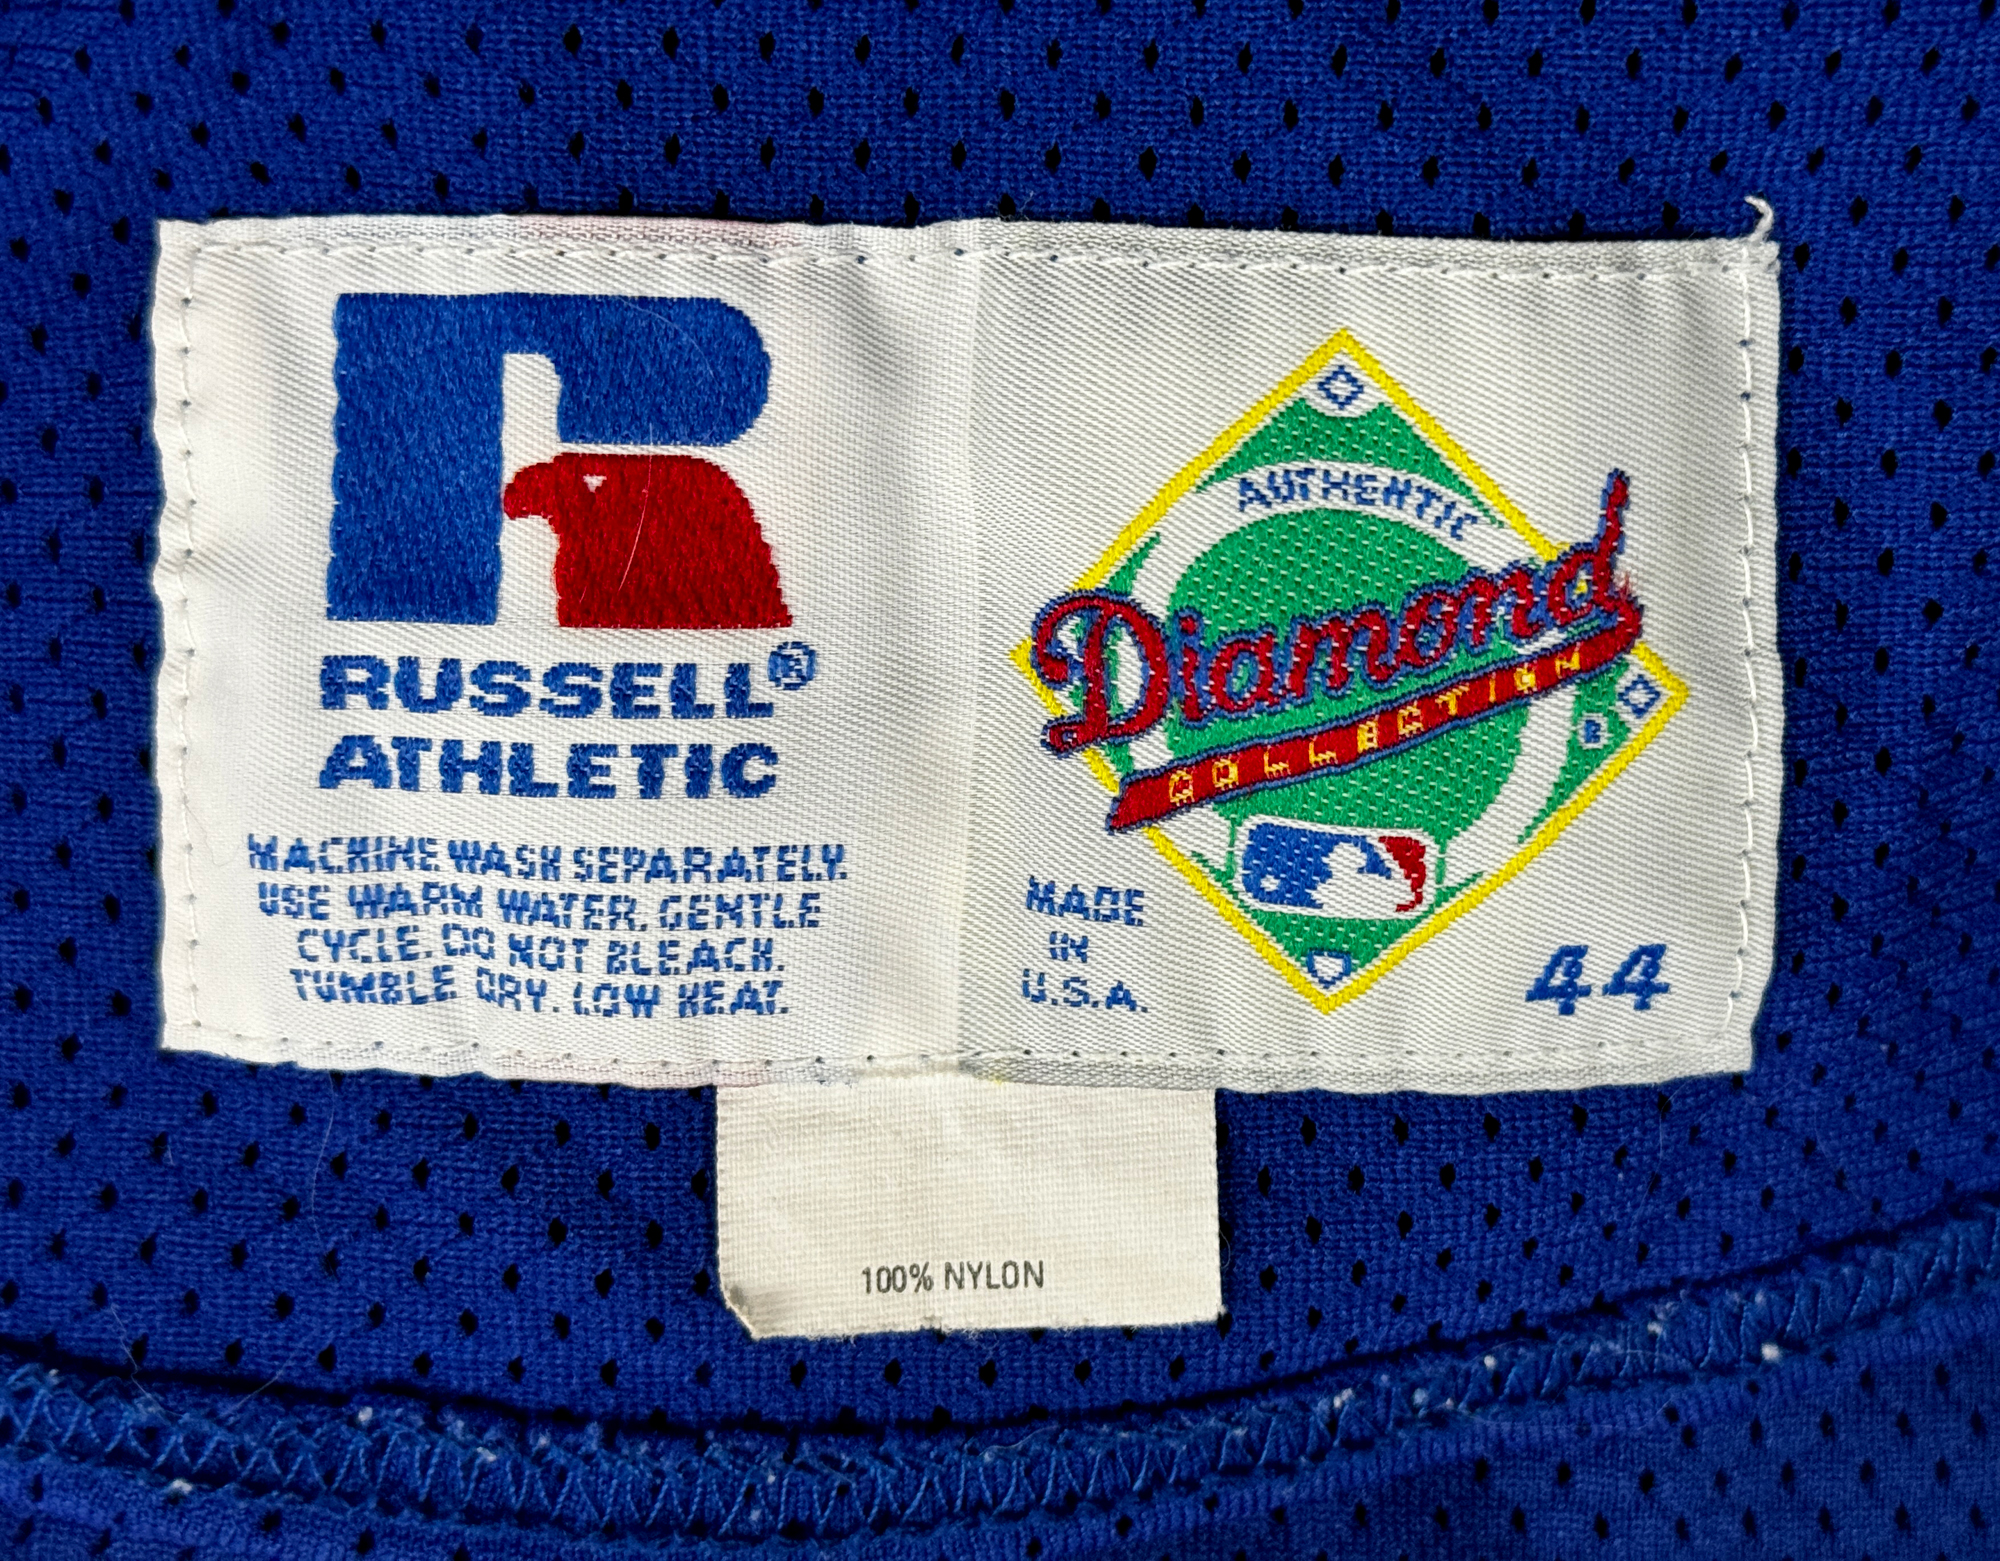 RUSSELL®
ATHLETIC
MACHINE WASH SEPARATELY.
USE WARM WATER, GENTLE
CYCLE. DO NOT BLEACH.
TUMBLE DRY. LOW HEAT.
AUTHENTIC
Diamond
COLLECTION
MADE
IN
U.S.A.
44
100% NYLON